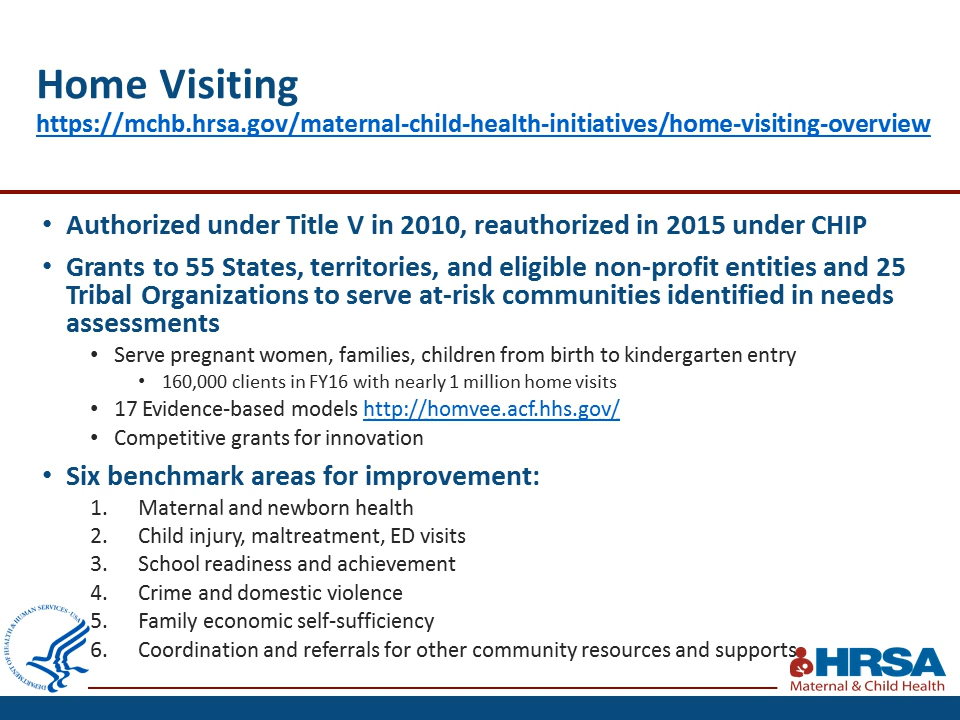 Home Visiting
https://mchb.hrsa.gov/maternal-child-health-initiatives/home-visiting-overview
• Authorized under Title V in 2010, reauthorized in 2015 under CHIP
• Grants to 55 States, territories, and eligible non-profit entities and 25
Tribal Organizations to serve at-risk communities identified in needs
assessments
• Serve pregnant women, families, children from birth to kindergarten entry
• 160,000 clients in FY16 with nearly 1 million home visits
• 17 Evidence-based models http://homvee.acf.hhs.gov/
• Competitive grants for innovation
• Six benchmark areas for improvement:
1. Maternal and newborn health
2. Child injury, maltreatment, ED visits
3. School readiness and achievement
4. Crime and domestic violence
5. Family economic self-sufficiency
6. Coordination and referrals for other community resources and supports
DEPARTMENT OF HEALTH & HUMAN SERVICES · USA
HRSA
Maternal & Child Health